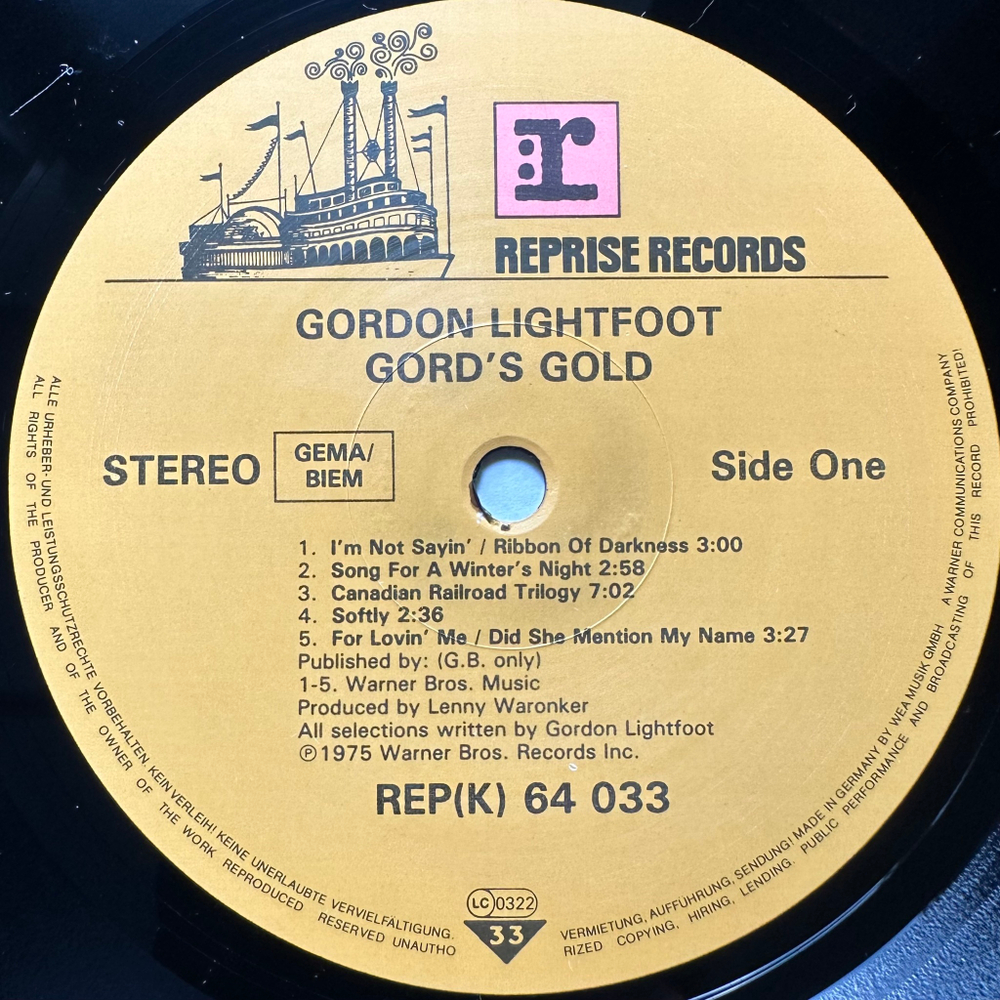 r
REPRISE RECORDS
GORDON LIGHTFOOT
GORD'S GOLD
STEREO
GEMA/
BIEM
Side One
1. I'm Not Sayin' / Ribbon Of Darkness 3:00
2. Song For A Winter's Night 2:58
3. Canadian Railroad Trilogy 7:02
4. Softly 2:36
5. For Lovin' Me / Did She Mention My Name 3:27
Published by: (G.B. only)
1-5. Warner Bros. Music
Produced by Lenny Waronker
All selections written by Gordon Lightfoot
Ⓟ1975 Warner Bros. Records Inc.
REP(K) 64 033
LC 0322
33
ALLE URHEBER- UND LEISTUNGSSCHUTZRECHTE VORBEHALTEN. KEIN VERLEIH! KEINE UNERLAUBTE VERVIELFÄLTIGUNG. VERMIETUNG, AUFFÜHRUNG, SENDUNG! MADE IN GERMANY BY WEA MUSIK GMBH A WARNER COMMUNICATIONS COMPANY
ALL RIGHTS OF THE PRODUCER AND OF THE OWNER OF THE WORK REPRODUCED RESERVED UNAUTHORIZED COPYING, HIRING, LENDING, PUBLIC PERFORMANCE AND BROADCASTING OF THIS RECORD PROHIBITED!